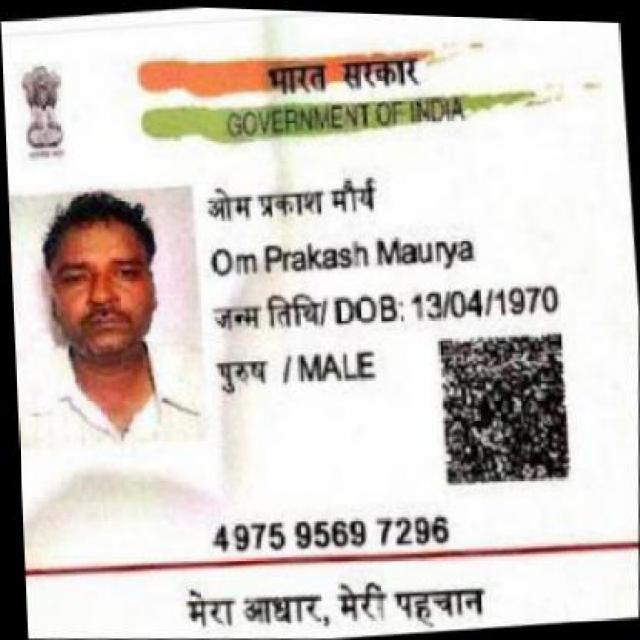 भारत सरकार
GOVERNMENT OF INDIA
ओम प्रकाश मौर्य
Om Prakash Maurya
जन्म तिथि/ DOB: 13/04/1970
पुरुष / MALE
4975 9569 7296
मेरा आधार, मेरी पहचान